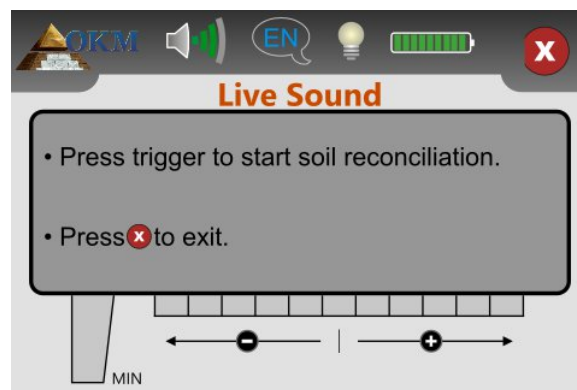 OKM
EN
X
Live Sound
• Press trigger to start soil reconciliation.
• Press X to exit.
MIN